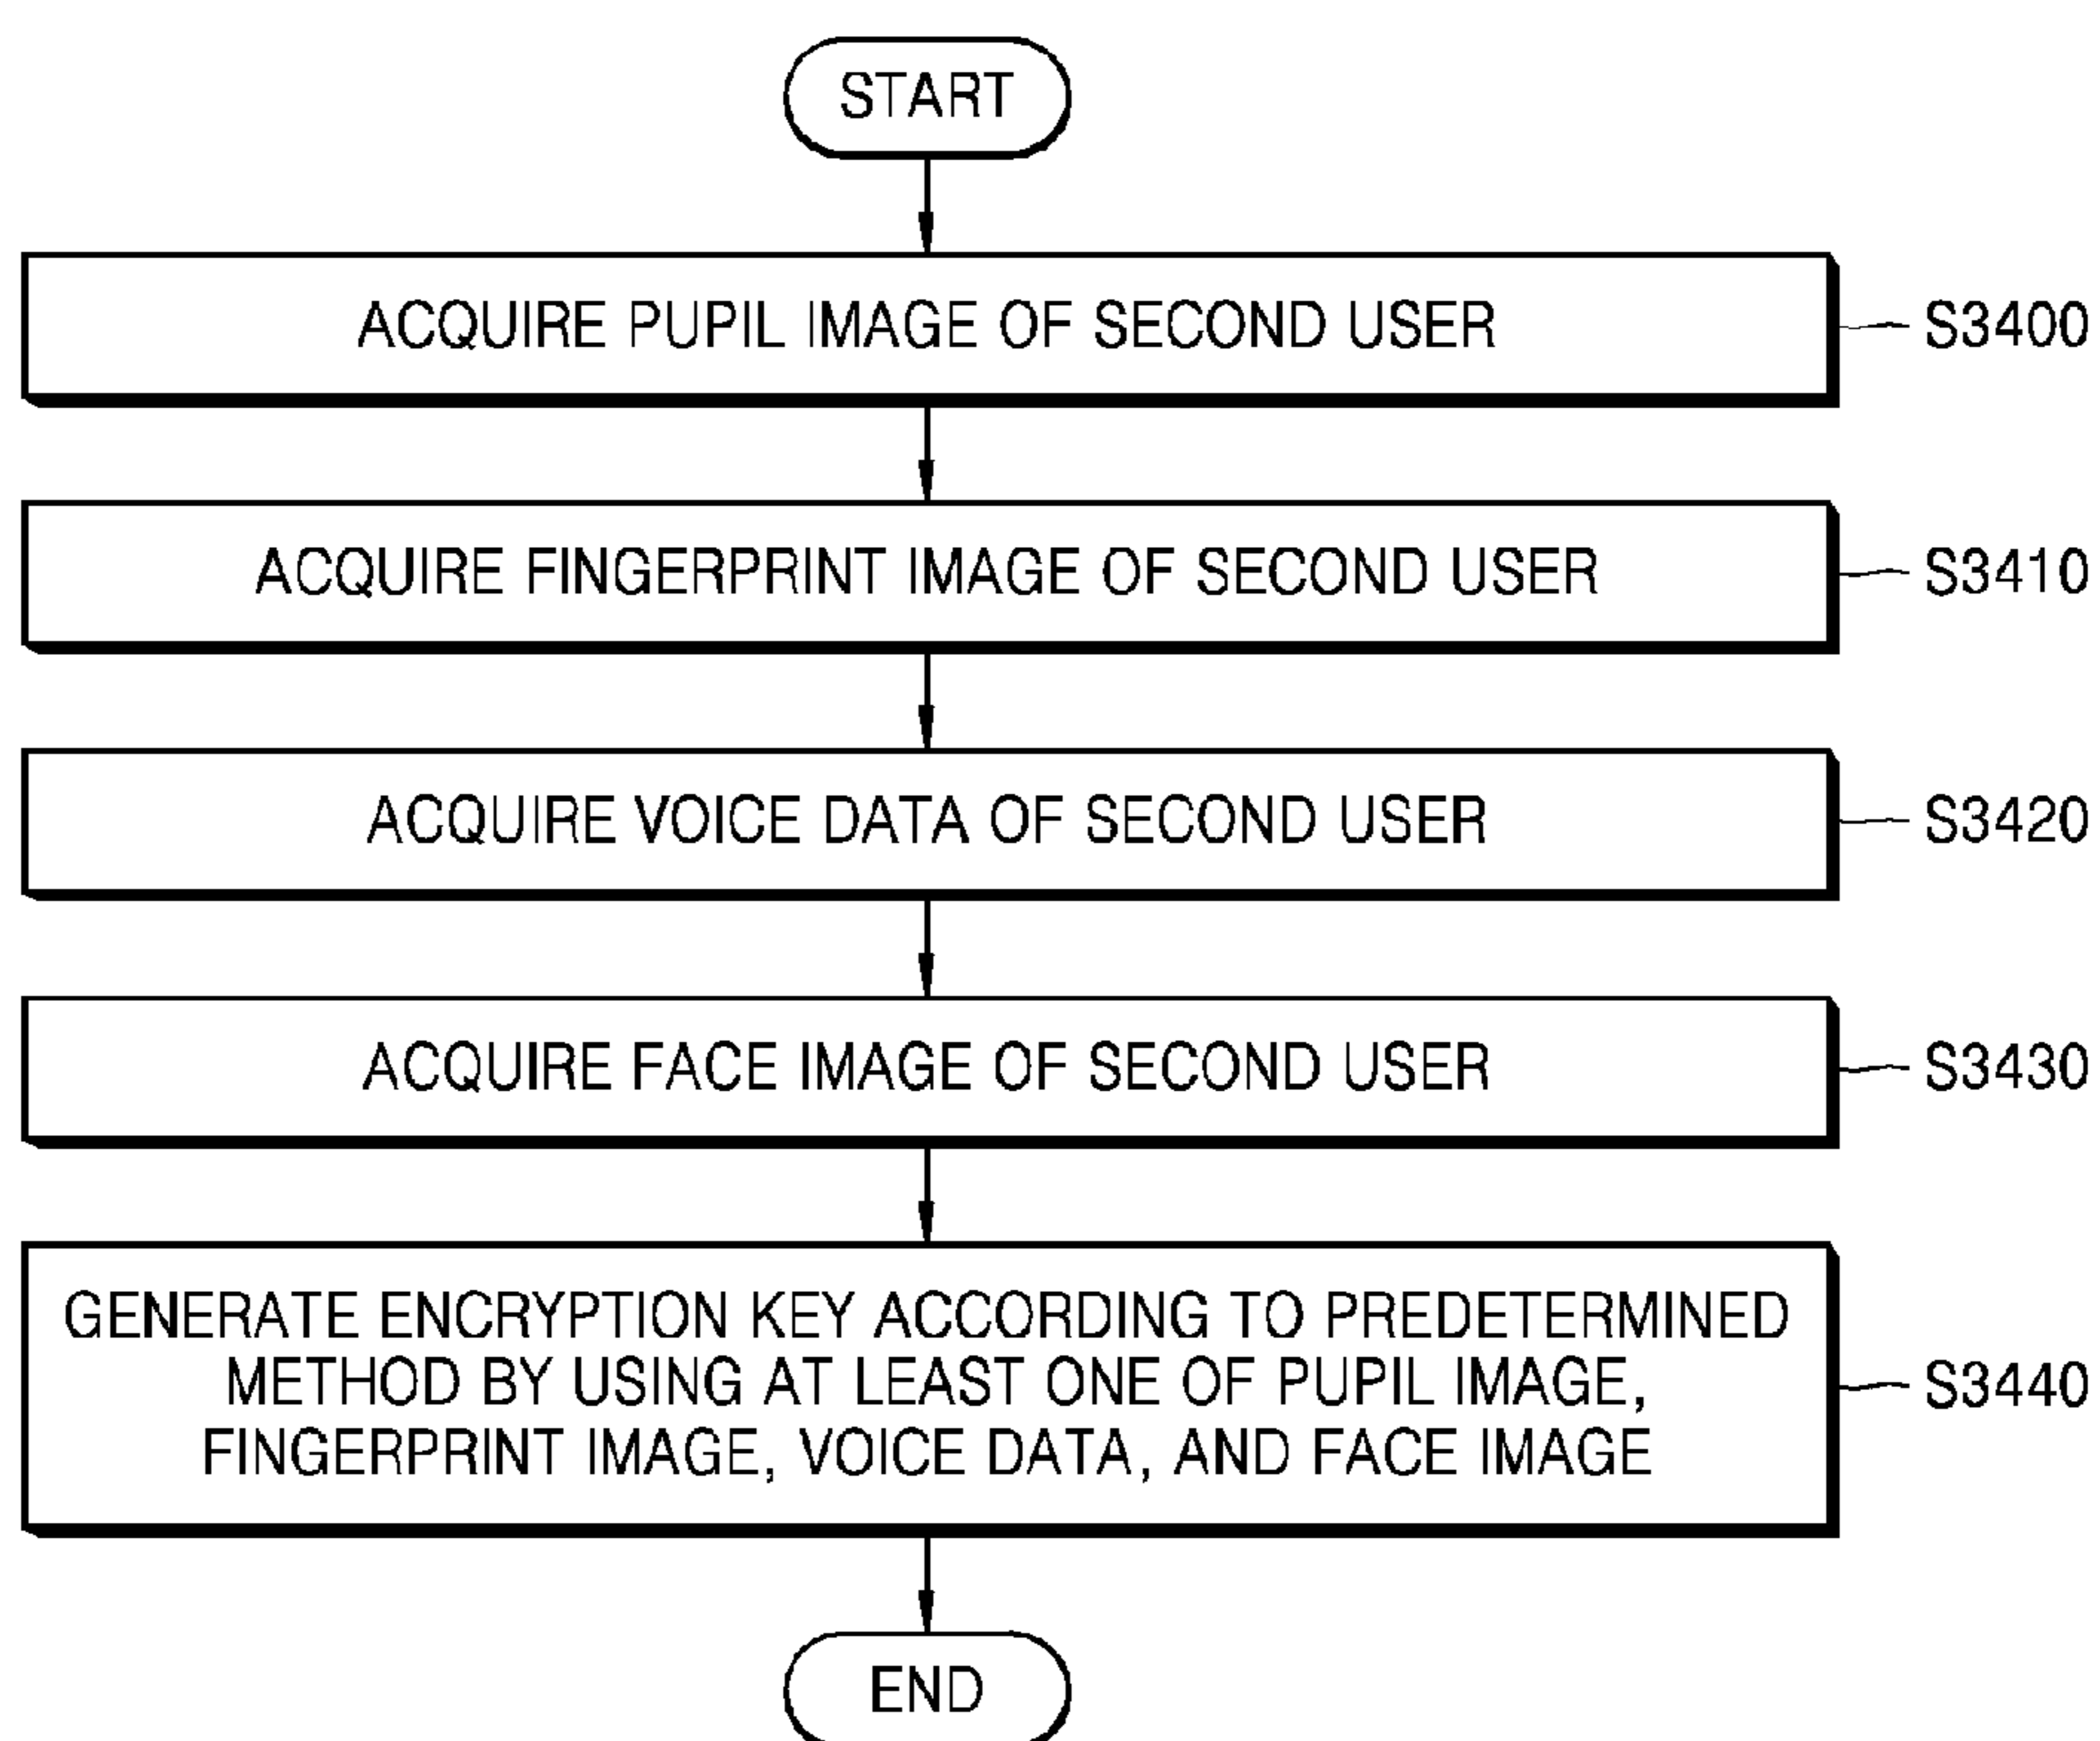 START
ACQUIRE PUPIL IMAGE OF SECOND USER
S3400
ACQUIRE FINGERPRINT IMAGE OF SECOND USER
S3410
ACQUIRE VOICE DATA OF SECOND USER
S3420
ACQUIRE FACE IMAGE OF SECOND USER
S3430
GENERATE ENCRYPTION KEY ACCORDING TO PREDETERMINED
METHOD BY USING AT LEAST ONE OF PUPIL IMAGE,
FINGERPRINT IMAGE, VOICE DATA, AND FACE IMAGE
S3440
END